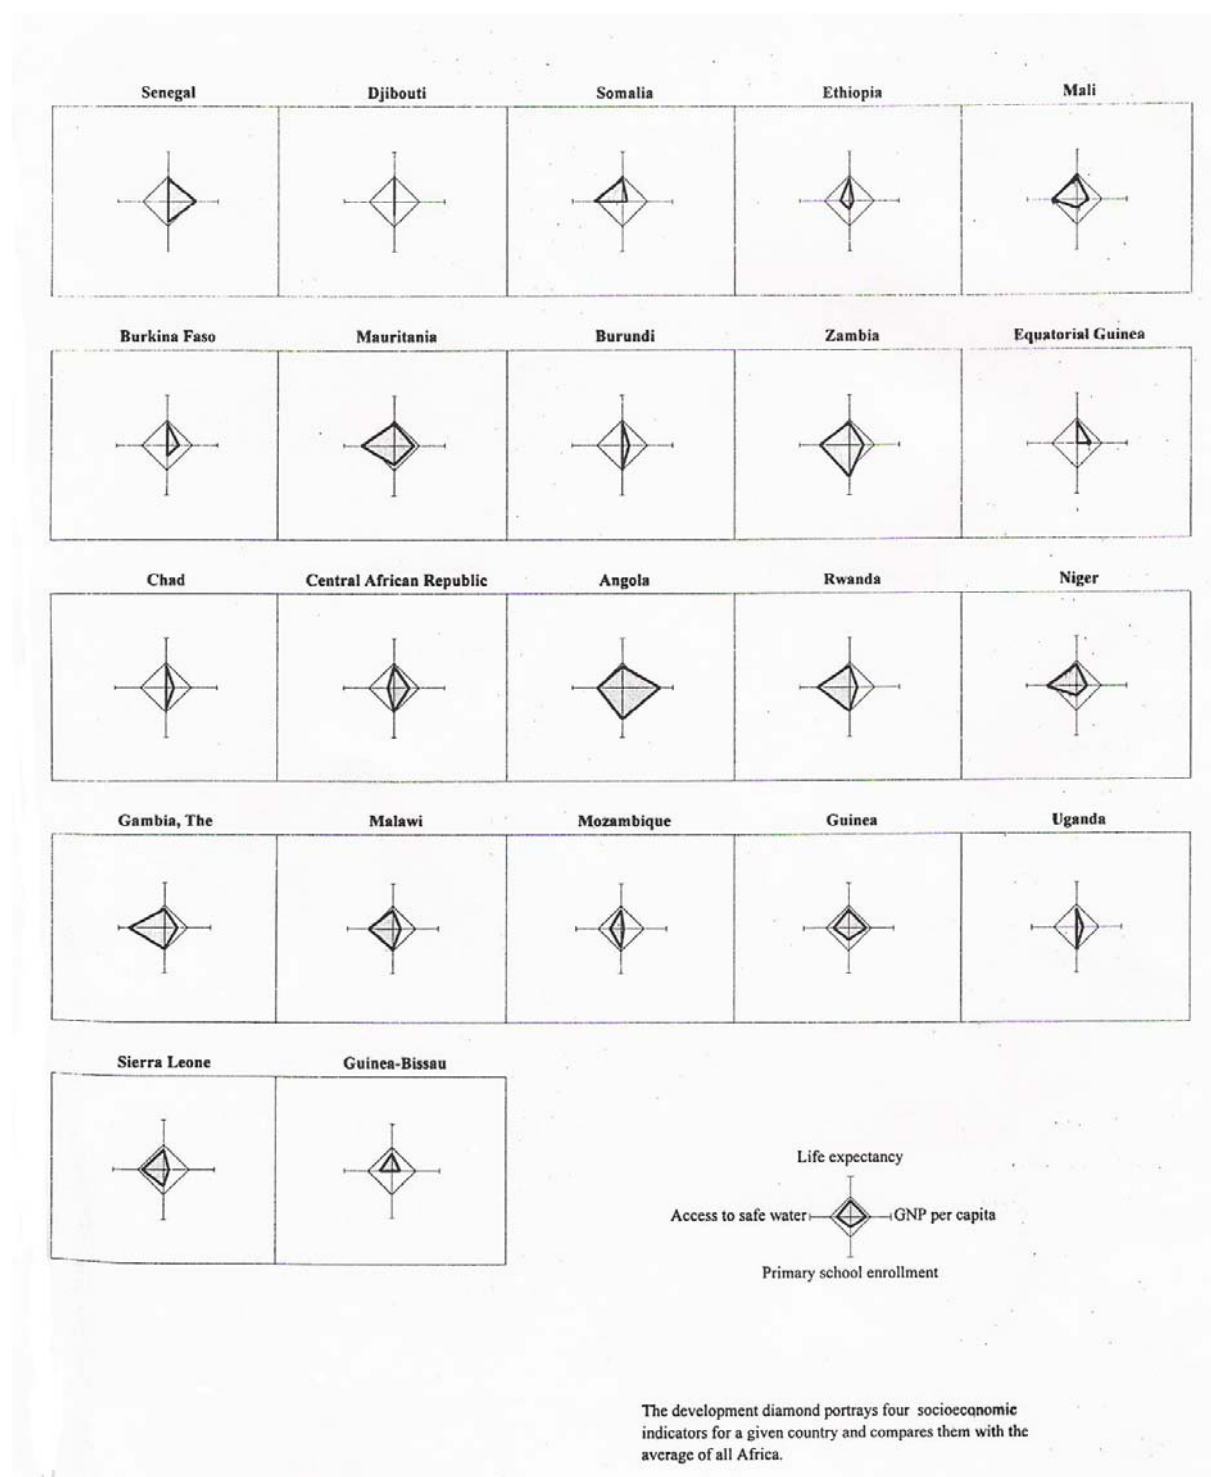 Senegal Djibouti Somalia Ethiopia Mali
Burkina Faso Mauritania Burundi Zambia Equatorial Guinea
Chad Central African Republic Angola Rwanda Niger
Gambia, The Malawi Mozambique Guinea Uganda
Sierra Leone Guinea-Bissau
Life expectancy
Access to safe water GNP per capita
Primary school enrollment
The development diamond portrays four socioeconomic
indicators for a given country and compares them with the
average of all Africa.